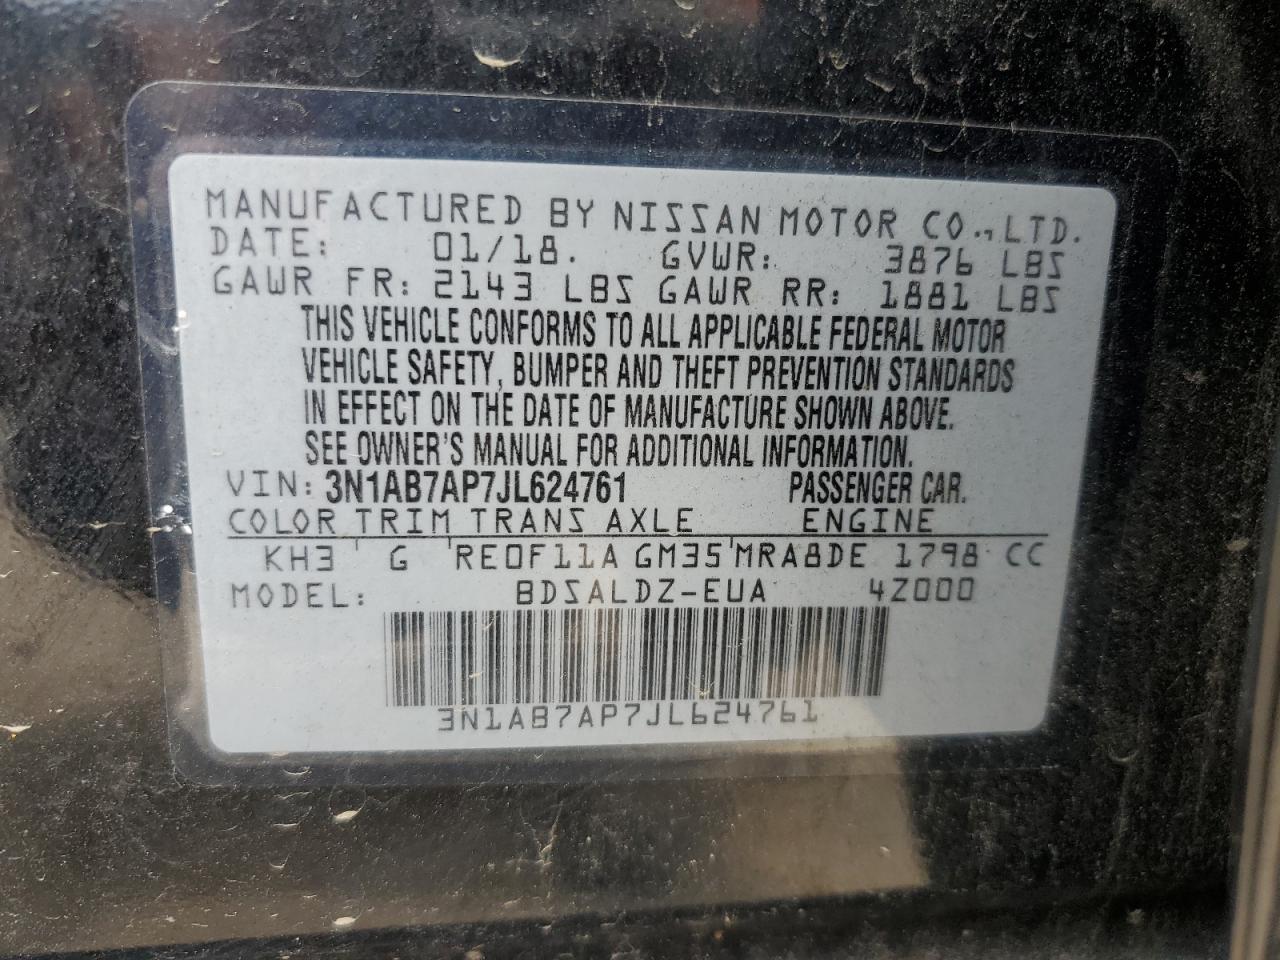 MANUFACTURED BY NISSAN MOTOR CO., LTD.
DATE: 01/18. GVWR: 3876 LBS
GAWR FR: 2143 LBS GAWR RR: 1881 LBS
THIS VEHICLE CONFORMS TO ALL APPLICABLE FEDERAL MOTOR
VEHICLE SAFETY, BUMPER AND THEFT PREVENTION STANDARDS
IN EFFECT ON THE DATE OF MANUFACTURE SHOWN ABOVE.
SEE OWNER'S MANUAL FOR ADDITIONAL INFORMATION.
VIN: 3N1AB7AP7JL624761 PASSENGER CAR.
COLOR TRIM TRANS AXLE ENGINE
KH3 G RE0F11A GM35 MRA8DE 1798 CC
MODEL: BDSALDZ-EUA 4Z000
3N1AB7AP7JL624761